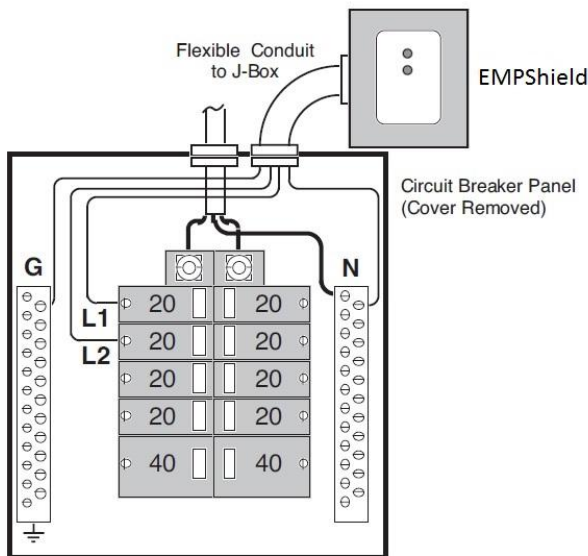 Flexible Conduit
to J-Box
EMPShield
Circuit Breaker Panel
(Cover Removed)
G
N
L1
20
20
L2
20
20
20
20
20
20
40
40